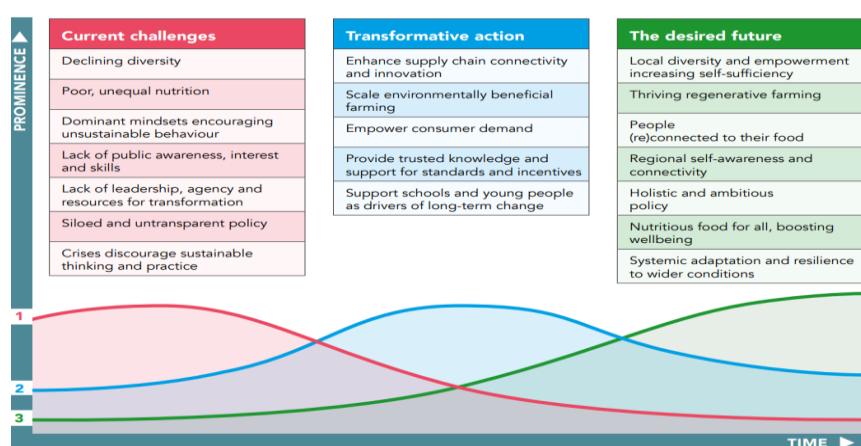 PROMINENCE
Current challenges
Declining diversity
Poor, unequal nutrition
Dominant mindsets encouraging
unsustainable behaviour
Lack of public awareness, interest
and skills
Lack of leadership, agency and
resources for transformation
Siloed and untransparent policy
Crises discourage sustainable
thinking and practice
Transformative action
Enhance supply chain connectivity
and innovation
Scale environmentally beneficial
farming
Empower consumer demand
Provide trusted knowledge and
support for standards and incentives
Support schools and young people
as drivers of long-term change
The desired future
Local diversity and empowerment
increasing self-sufficiency
Thriving regenerative farming
People
(re)connected to their food
Regional self-awareness and
connectivity
Holistic and ambitious
policy
Nutritious food for all, boosting
wellbeing
Systemic adaptation and resilience
to wider conditions
1
2
3
TIME